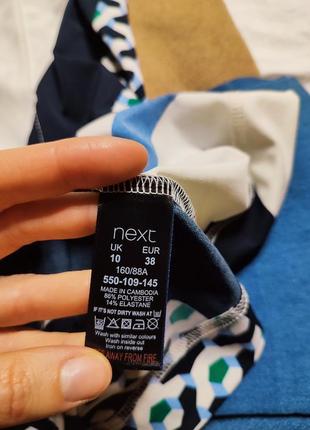 next
UK EUR
10 38
160/88A
550-109-145
MADE IN CAMBODIA
86% POLYESTER
14% ELASTANE
IF IT'S NOT DIRTY WASH AT
Wash with similar colours
Wash inside out
Iron on reverse
AWAY FROM FIRE